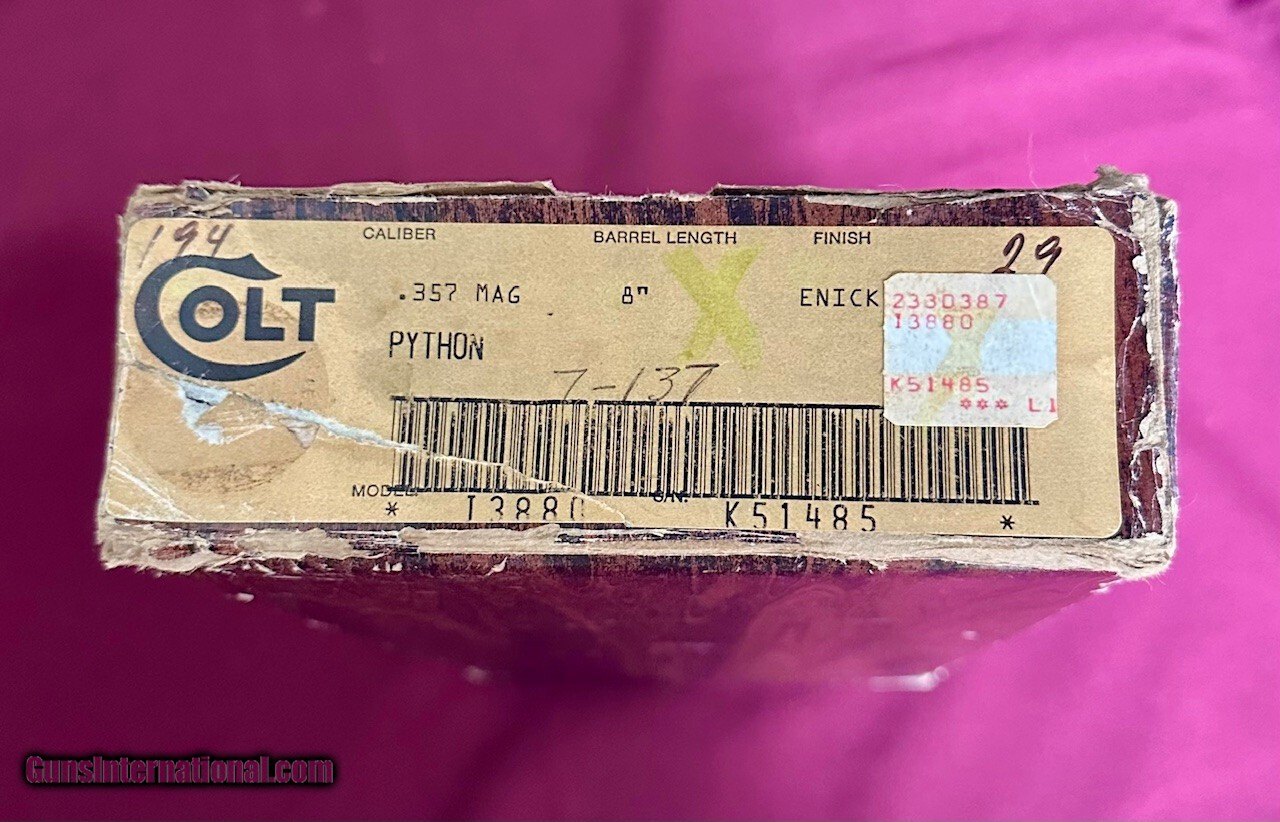 194
COLT
CALIBER BARREL LENGTH FINISH
29
.357 MAG 8" ENICK
PYTHON
7-137
2330387
I3880
K51485
*** L1
MODEL S/N.
* I3880 K51485 *
GunsInternational.com